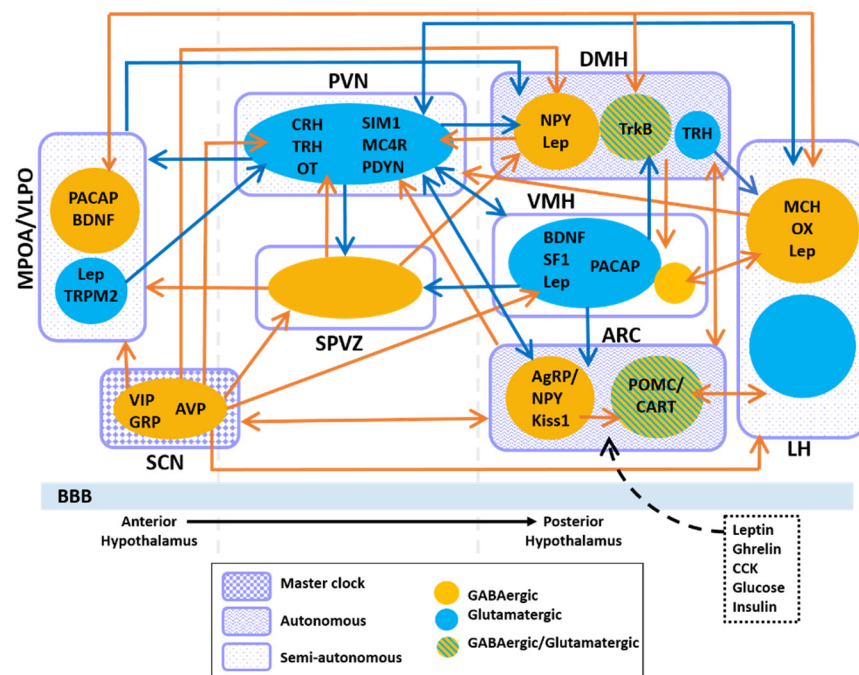 DMH
PVN
CRH
TRH
OT
SIM1
MC4R
PDYN
NPY
Lep
TrkB
TRH
MPOA/VLPO
PACAP
BDNF
Lep
TRPM2
VMH
BDNF
SF1
Lep
PACAP
MCH
OX
Lep
SPVZ
ARC
AgRP/
NPY
Kiss1
POMC/
CART
VIP
GRP
AVP
SCN
LH
BBB
Anterior
Hypothalamus
Posterior
Hypothalamus
Leptin
Ghrelin
CCK
Glucose
Insulin
Master clock
Autonomous
Semi-autonomous
GABAergic
Glutamatergic
GABAergic/Glutamatergic